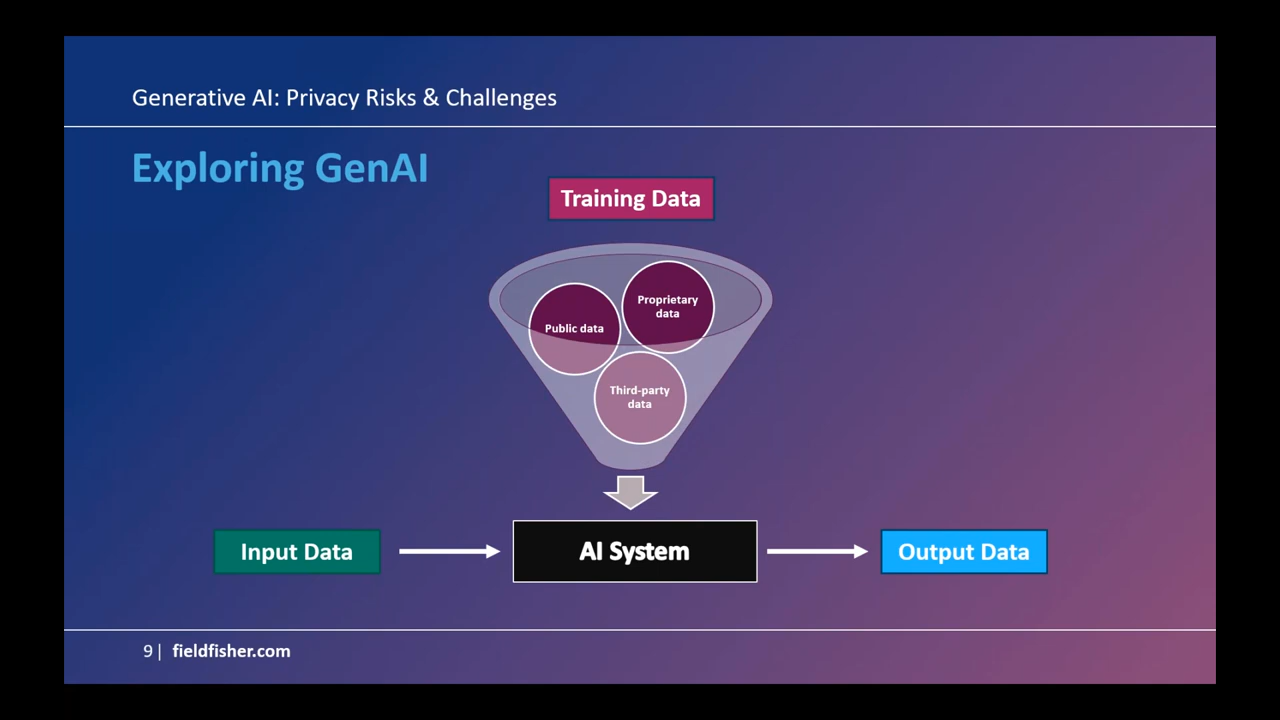 Generative AI: Privacy Risks & Challenges
Exploring GenAI
Training Data
Proprietary
data
Public data
Third-party
data
Input Data
AI System
Output Data
9| fieldfisher.com